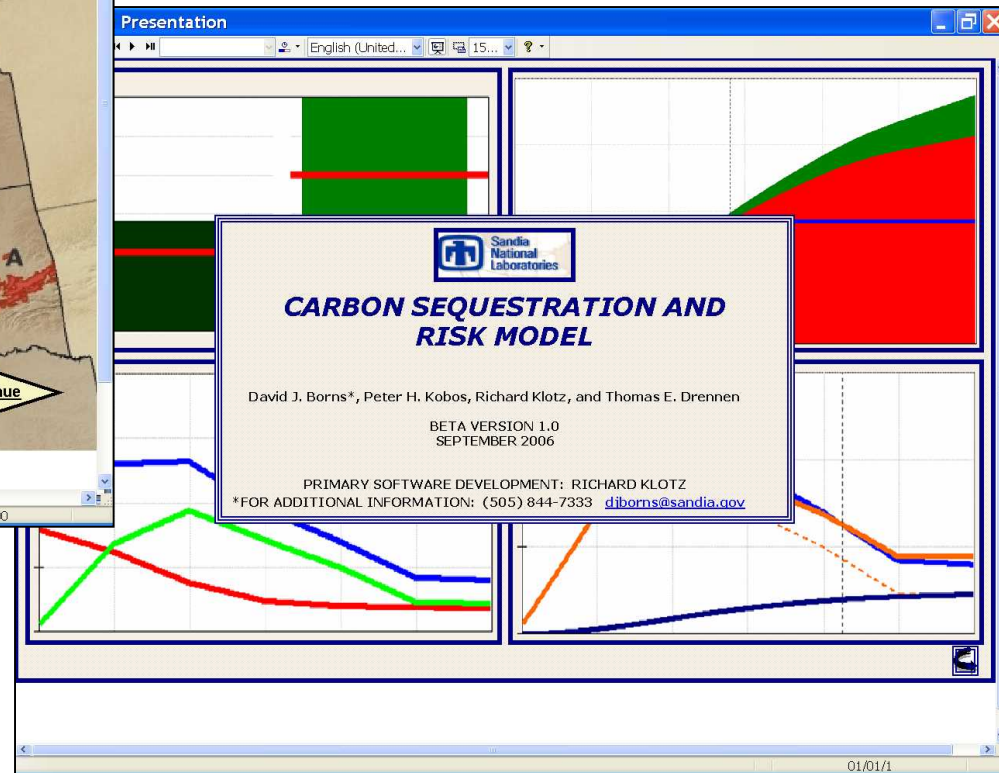 Presentation
English (United...
15...
?
A
Sandia
National
Laboratories
CARBON SEQUESTRATION AND
RISK MODEL
David J. Borns*, Peter H. Kobos, Richard Klotz, and Thomas E. Drennen
BETA VERSION 1.0
SEPTEMBER 2006
PRIMARY SOFTWARE DEVELOPMENT: RICHARD KLOTZ
*FOR ADDITIONAL INFORMATION: (505) 844-7333 djborns@sandia.gov
nue
01/01/1